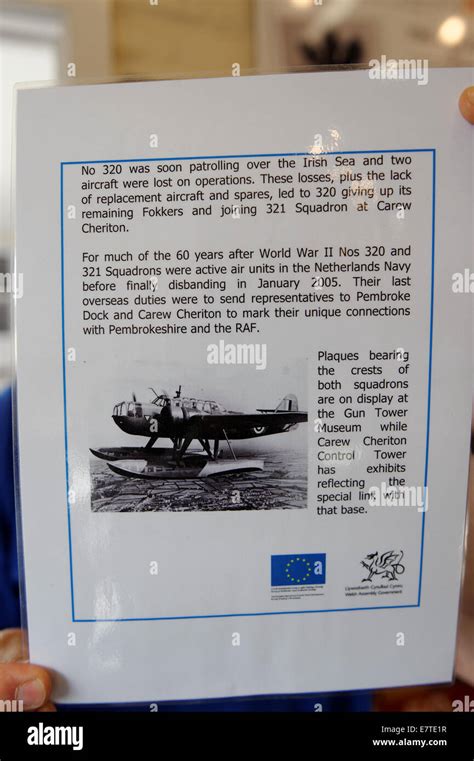 No 320 was soon patrolling over the Irish Sea and two
aircraft were lost on operations. These losses, plus the lack
of replacement aircraft and spares, led to 320 giving up its
remaining Fokkers and joining 321 Squadron at Carew
Cheriton.
For much of the 60 years after World War II Nos 320 and
321 Squadrons were active air units in the Netherlands Navy
before finally disbanding in January 2005. Their last
overseas duties were to send representatives to Pembroke
Dock and Carew Cheriton to mark their unique connections
with Pembrokeshire and the RAF.
Plaques bearing
the crests of
both squadrons
are on display at
the Gun Tower
Museum while
Carew Cheriton
Control Tower
has exhibits
reflecting the
special link with
that base.
Llywodraeth Cynulliad Cymru
Welsh Assembly Government
alamy
alamy
alamy
alamy - E7TE1R